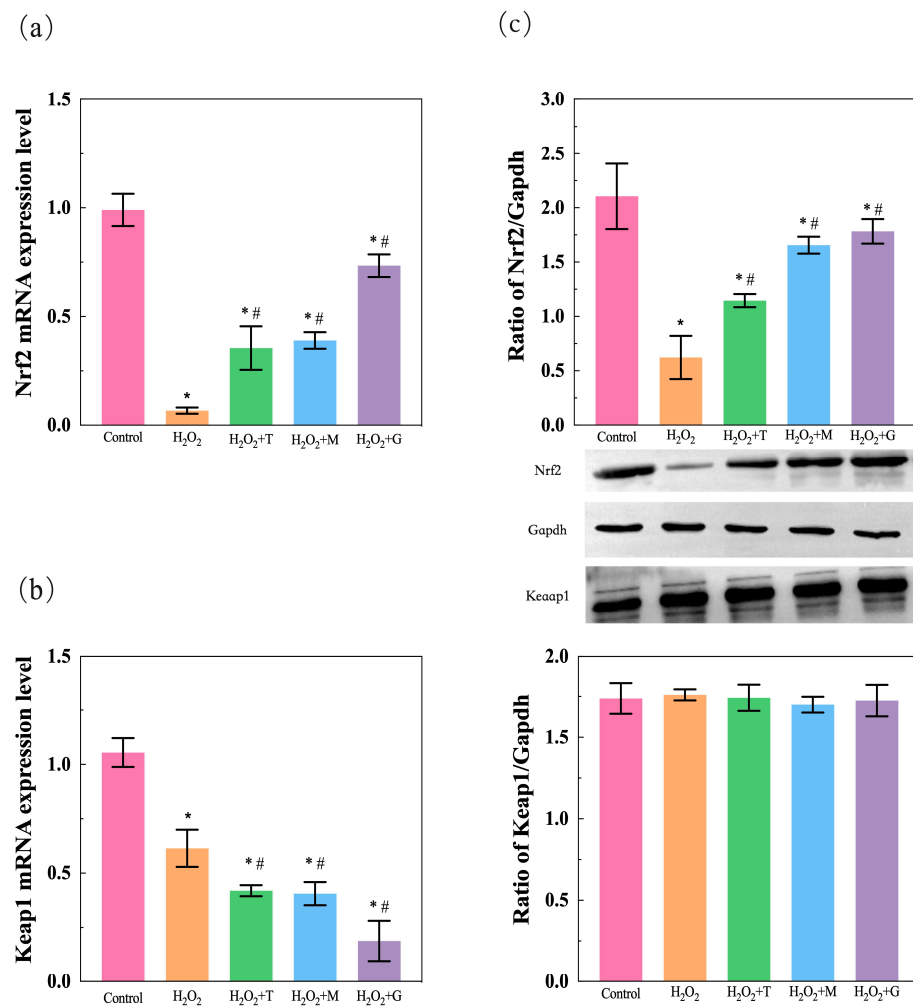 (a)
Nrf2 mRNA expression level
1.5
1.0
0.5
0.0
*
* #
* #
* #
Control H₂O₂ H₂O₂+T H₂O₂+M H₂O₂+G
(b)
Keap1 mRNA expression level
1.5
1.0
0.5
0.0
*
* #
* #
* #
Control H₂O₂ H₂O₂+T H₂O₂+M H₂O₂+G
(c)
Ratio of Nrf2/Gapdh
3.0
2.5
2.0
1.5
1.0
0.5
0.0
*
* #
* #
* #
Control H₂O₂ H₂O₂+T H₂O₂+M H₂O₂+G
Nrf2
Gapdh
Keaap1
Ratio of Keap1/Gapdh
2.0
1.5
1.0
0.5
0.0
Control H₂O₂ H₂O₂+T H₂O₂+M H₂O₂+G